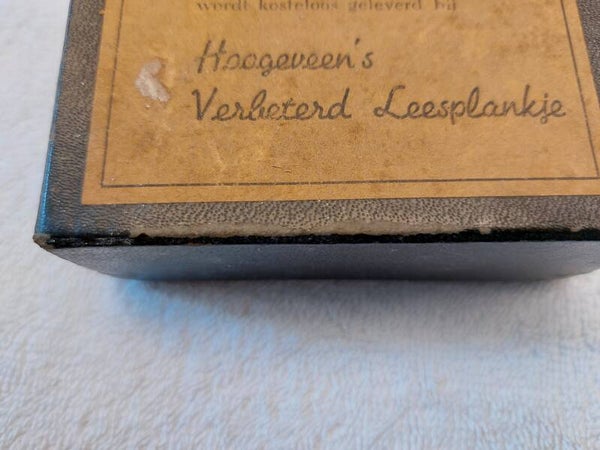 wordt kosteloos geleverd bij
Hoogeveen's
Verbeterd Leesplankje